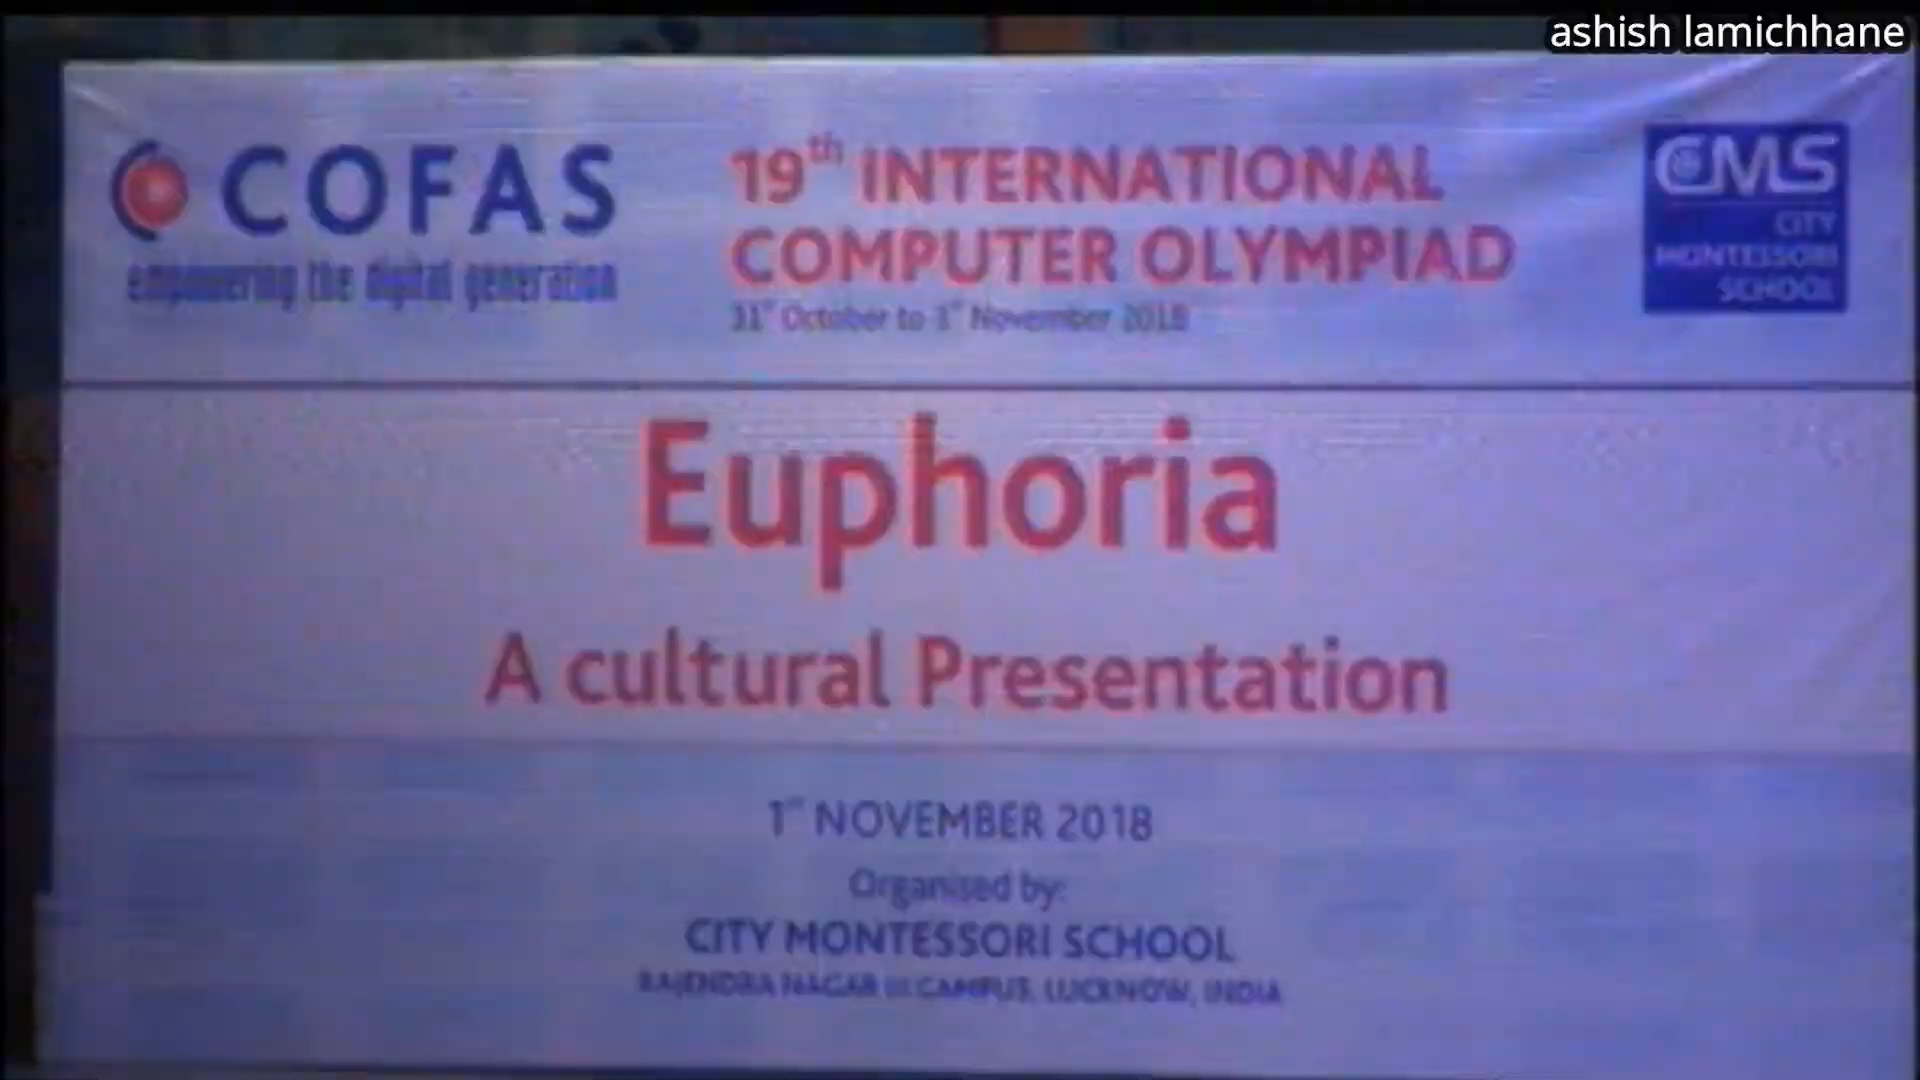 ashish lamichhane
COFAS
empowering the digital generation
19th INTERNATIONAL
COMPUTER OLYMPIAD
31st October to 1st November 2018
CMS
CITY
MONTESSORI
SCHOOL
Euphoria
A cultural Presentation
1st NOVEMBER 2018
Organised by:
CITY MONTESSORI SCHOOL
RAJENDRA NAGAR III CAMPUS, LUCKNOW, INDIA